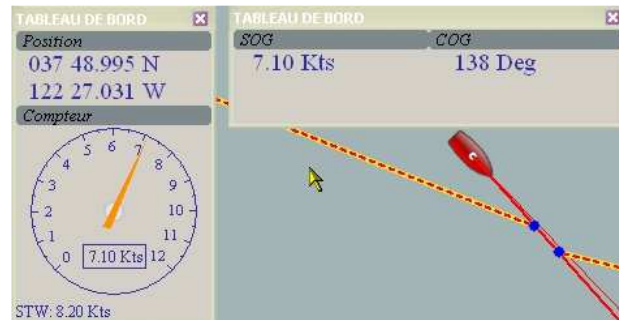 TABLEAU DE BORD
Position
037 48.995 N
122 27.031 W
Compteur
0
1
2
3
4
5
6
7
8
9
10
11
12
7.10 Kts
STW: 8.20 Kts
TABLEAU DE BORD
SOG COG
7.10 Kts 138 Deg